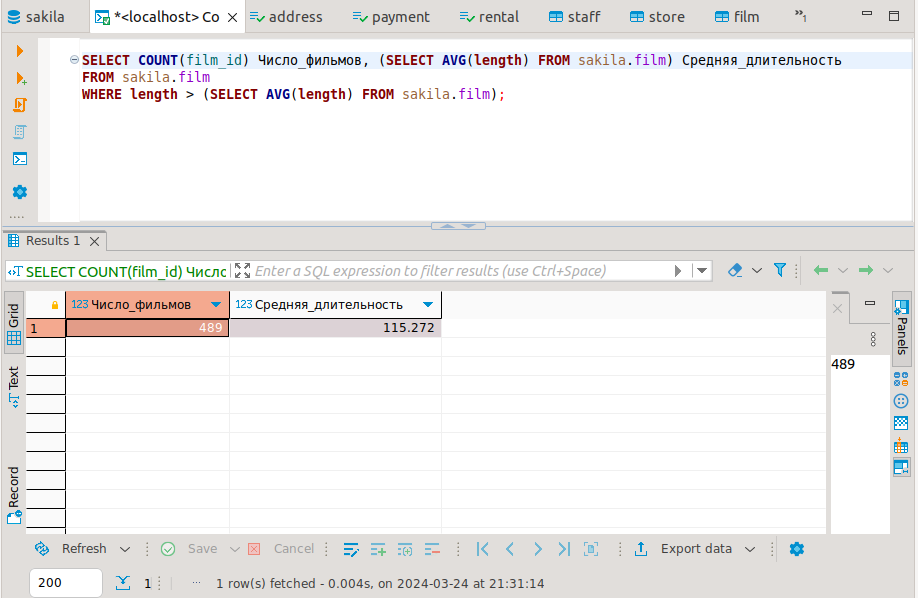 sakila *<localhost> Co address payment rental staff store film »1
SELECT COUNT(film_id) Число_фильмов, (SELECT AVG(length) FROM sakila.film) Средняя_длительность
FROM sakila.film
WHERE length > (SELECT AVG(length) FROM sakila.film);
Results 1
SELECT COUNT(film_id) Число Enter a SQL expression to filter results (use Ctrl+Space)
Grid
Text
Record
123 Число_фильмов 123 Средняя_длительность
1 489 115.272
489
Panels
Refresh Save Cancel Export data
200 1 ... 1 row(s) fetched - 0.004s, on 2024-03-24 at 21:31:14